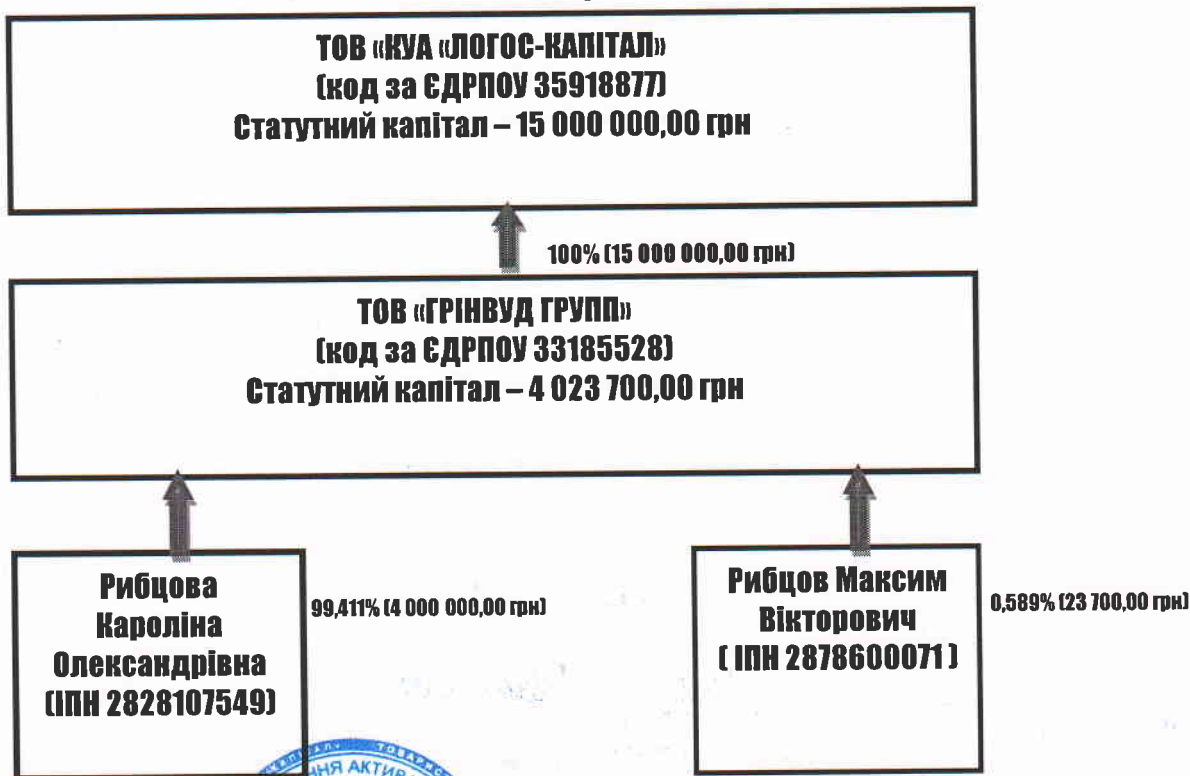 ТОВ «КУА «ЛОГОС-КАПІТАЛ»
(код за ЄДРПОУ 35918877)
Статутний капітал – 15 000 000,00 грн
100% (15 000 000,00 грн)
ТОВ «ГРІНВУД ГРУПП»
(код за ЄДРПОУ 33185528)
Статутний капітал – 4 023 700,00 грн
Рибцова
Кароліна
Олександрівна
(ІПН 2828107549)
99,411% (4 000 000,00 грн)
Рибцов Максим
Вікторович
( ІПН 2878600071 )
0,589% (23 700,00 грн)